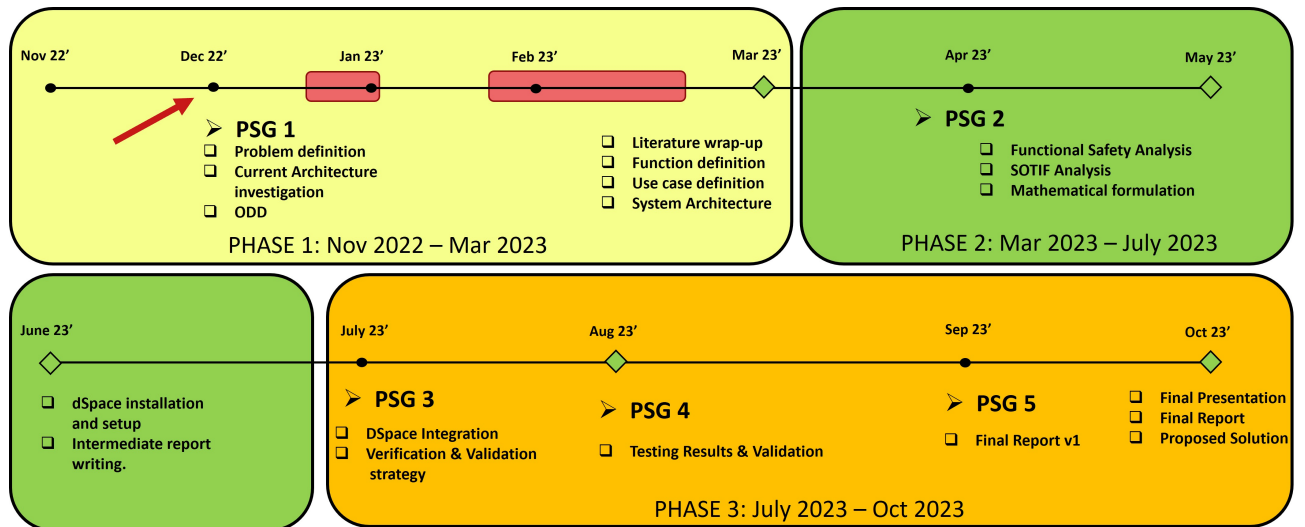 Nov 22’
Dec 22’
Jan 23’
Feb 23’
Mar 23’
PSG 1
Problem definition
Current Architecture
investigation
ODD
Literature wrap-up
Function definition
Use case definition
System Architecture
PHASE 1: Nov 2022 – Mar 2023
Apr 23’
May 23’
PSG 2
Functional Safety Analysis
SOTIF Analysis
Mathematical formulation
PHASE 2: Mar 2023 – July 2023
June 23’
dSpace installation
and setup
Intermediate report
writing.
July 23’
Aug 23’
Sep 23’
Oct 23’
PSG 3
DSpace Integration
Verification & Validation
strategy
PSG 4
Testing Results & Validation
PSG 5
Final Report v1
Final Presentation
Final Report
Proposed Solution
PHASE 3: July 2023 – Oct 2023